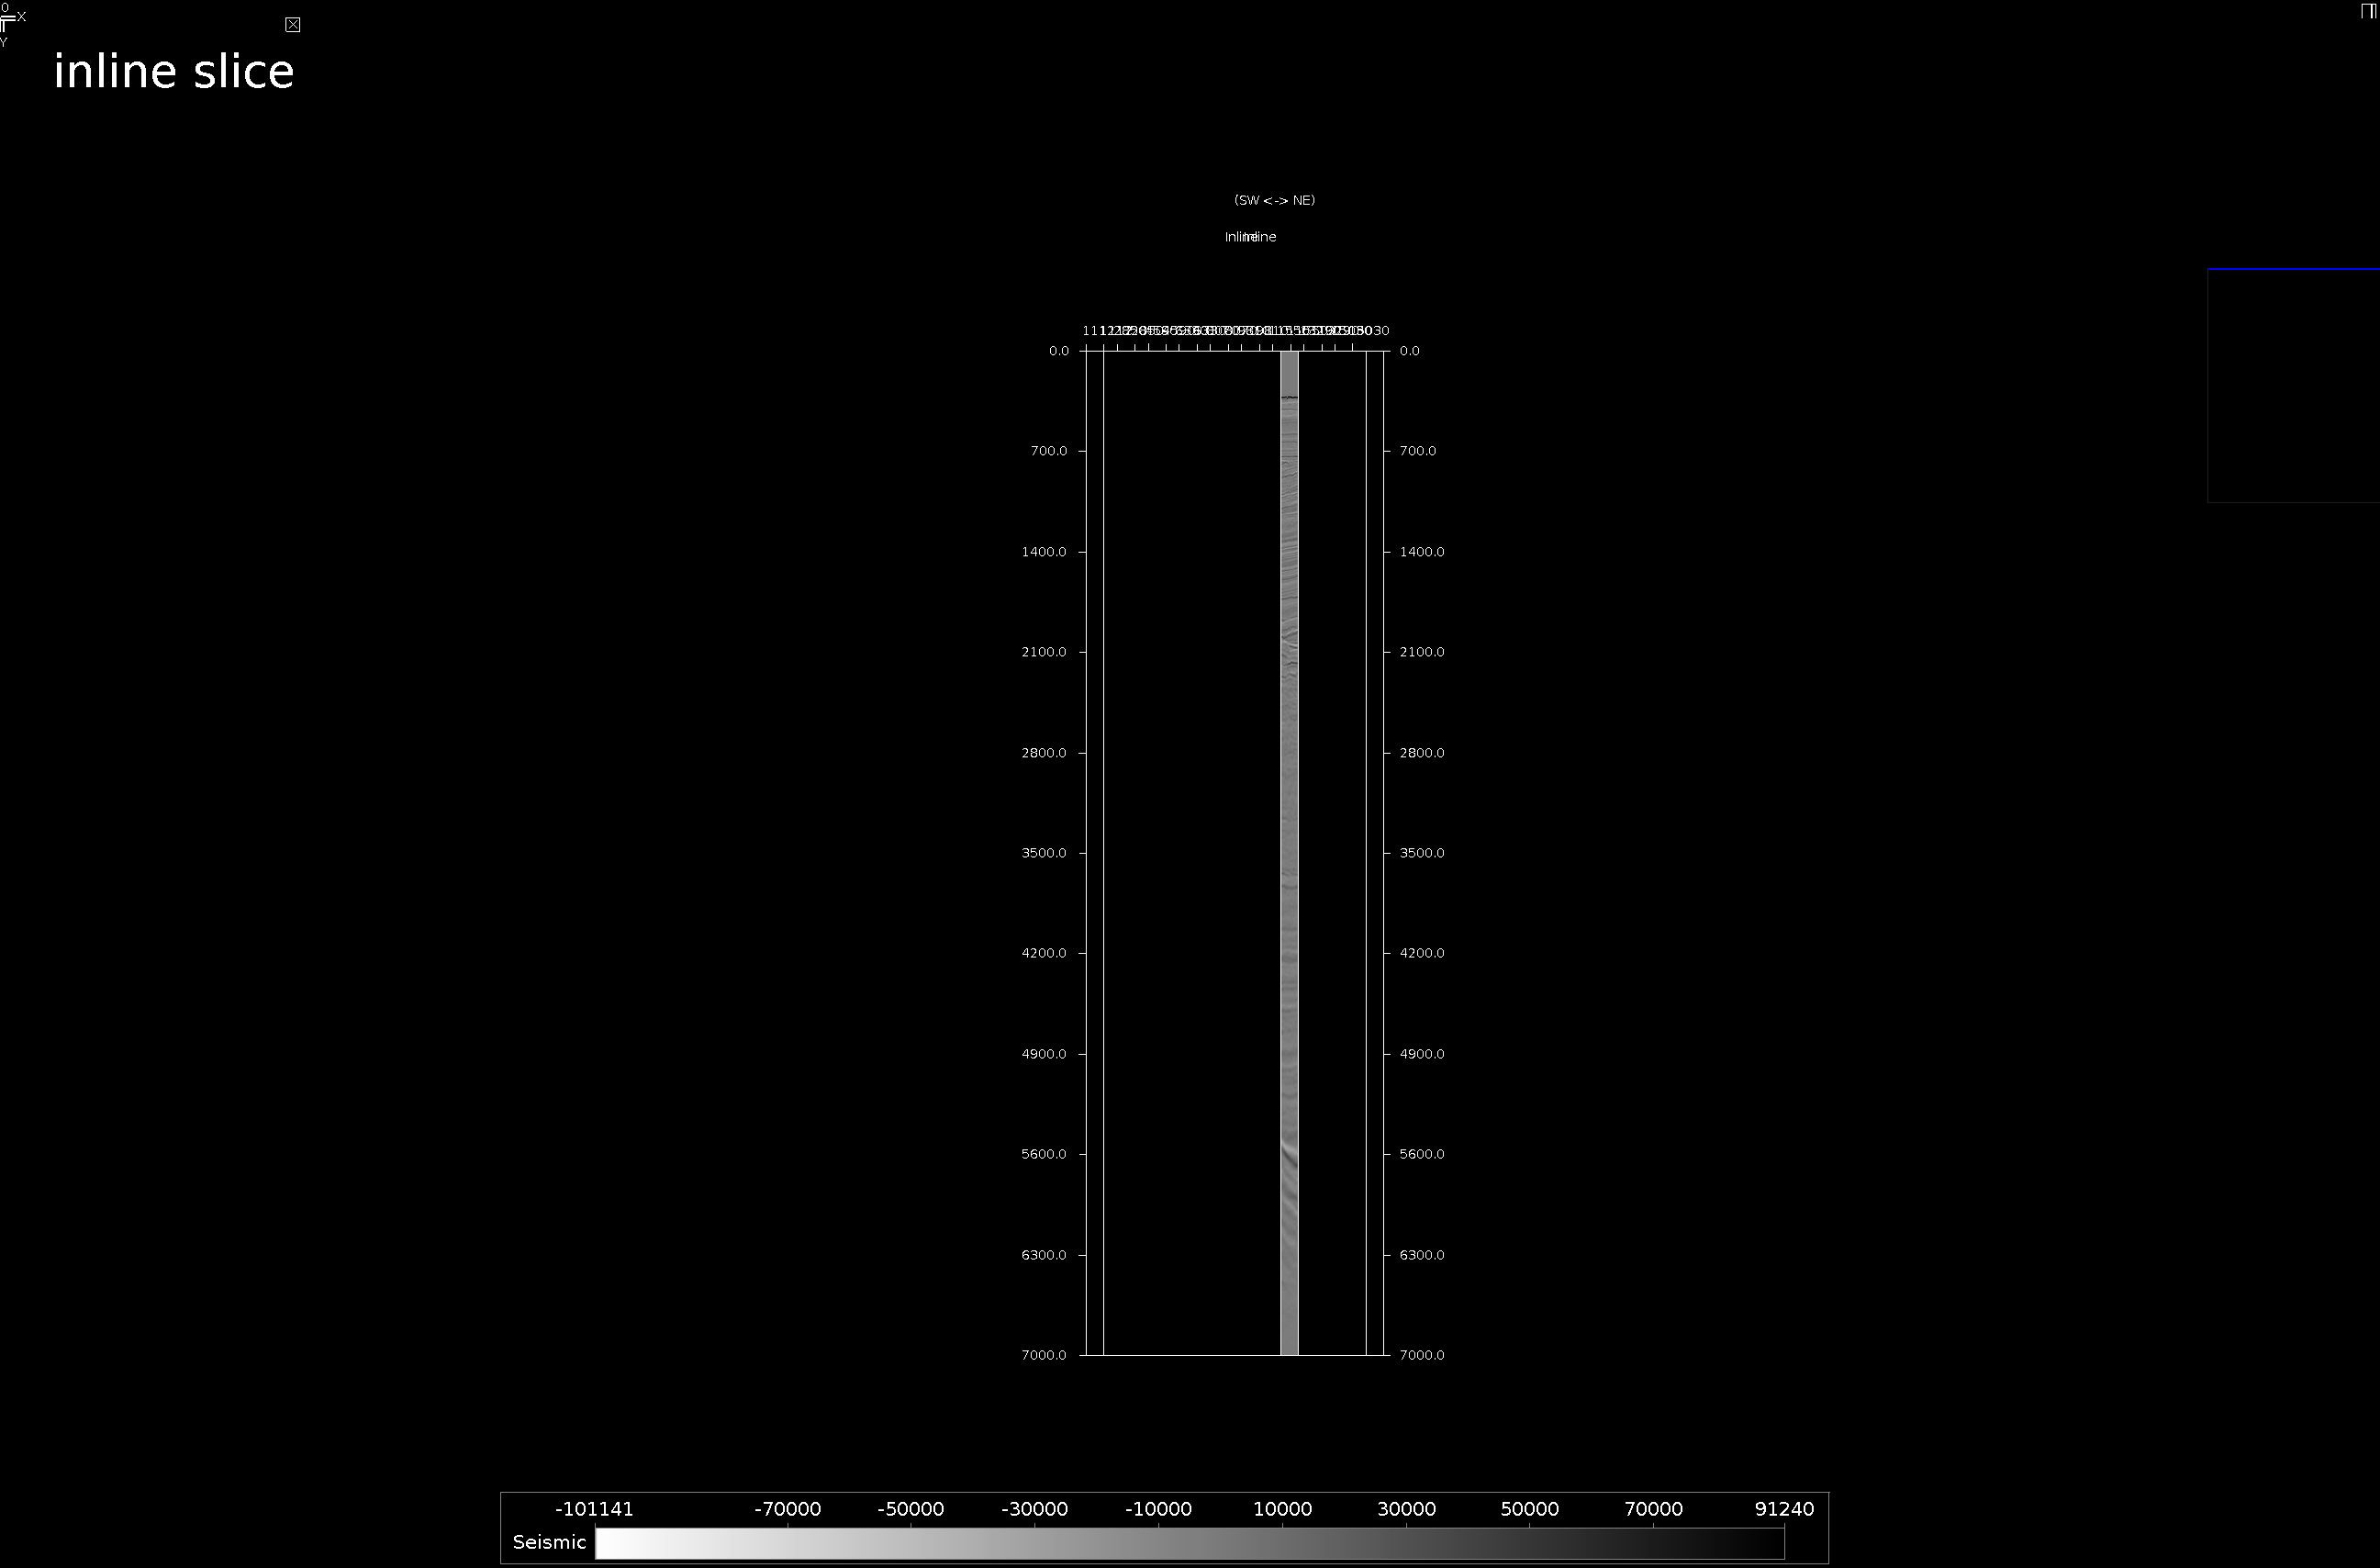 0
X
Y
inline slice
(SW <-> NE)
Inline Inline
0.0 0.0
700.0 700.0
1400.0 1400.0
2100.0 2100.0
2800.0 2800.0
3500.0 3500.0
4200.0 4200.0
4900.0 4900.0
5600.0 5600.0
6300.0 6300.0
7000.0 7000.0
-101141 -70000 -50000 -30000 -10000 10000 30000 50000 70000 91240
Seismic